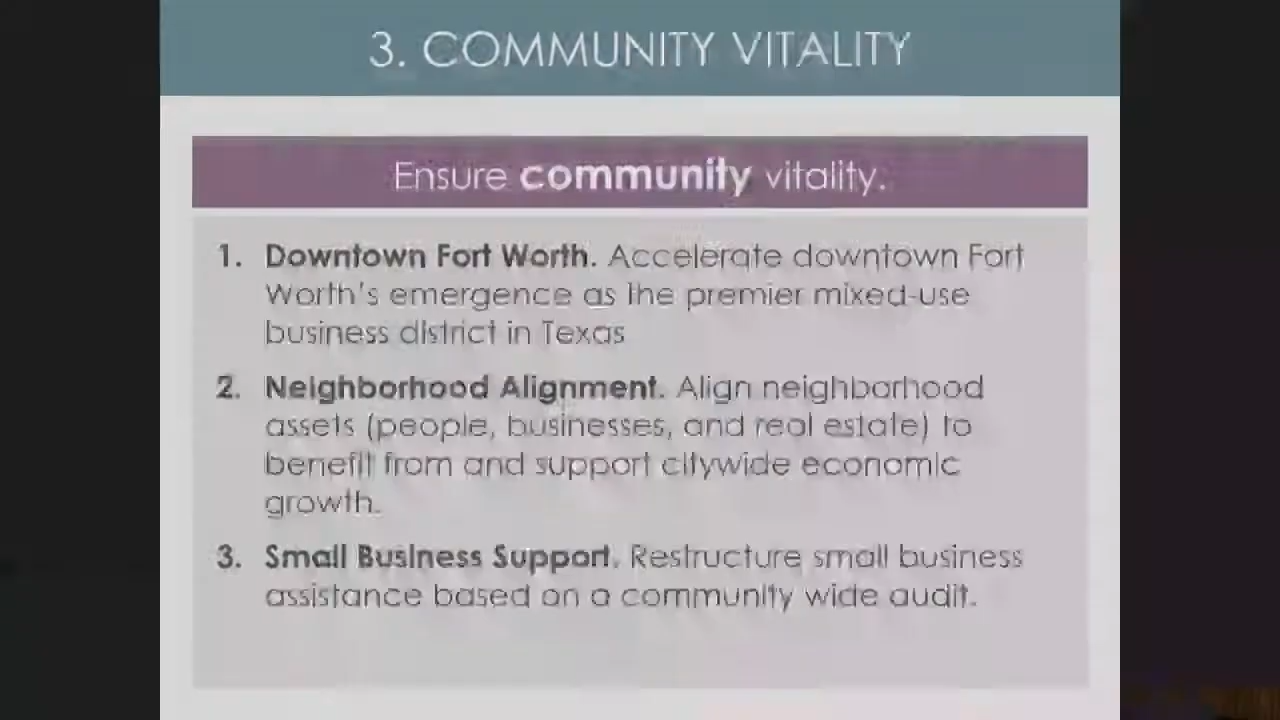 3. COMMUNITY VITALITY
Ensure community vitality.
1. Downtown Fort Worth. Accelerate downtown Fort
Worth's emergence as the premier mixed-use
business district in Texas
2. Neighborhood Alignment. Align neighborhood
assets (people, businesses, and real estate) to
benefit from and support citywide economic
growth.
3. Small Business Support. Restructure small business
assistance based on a community wide audit.